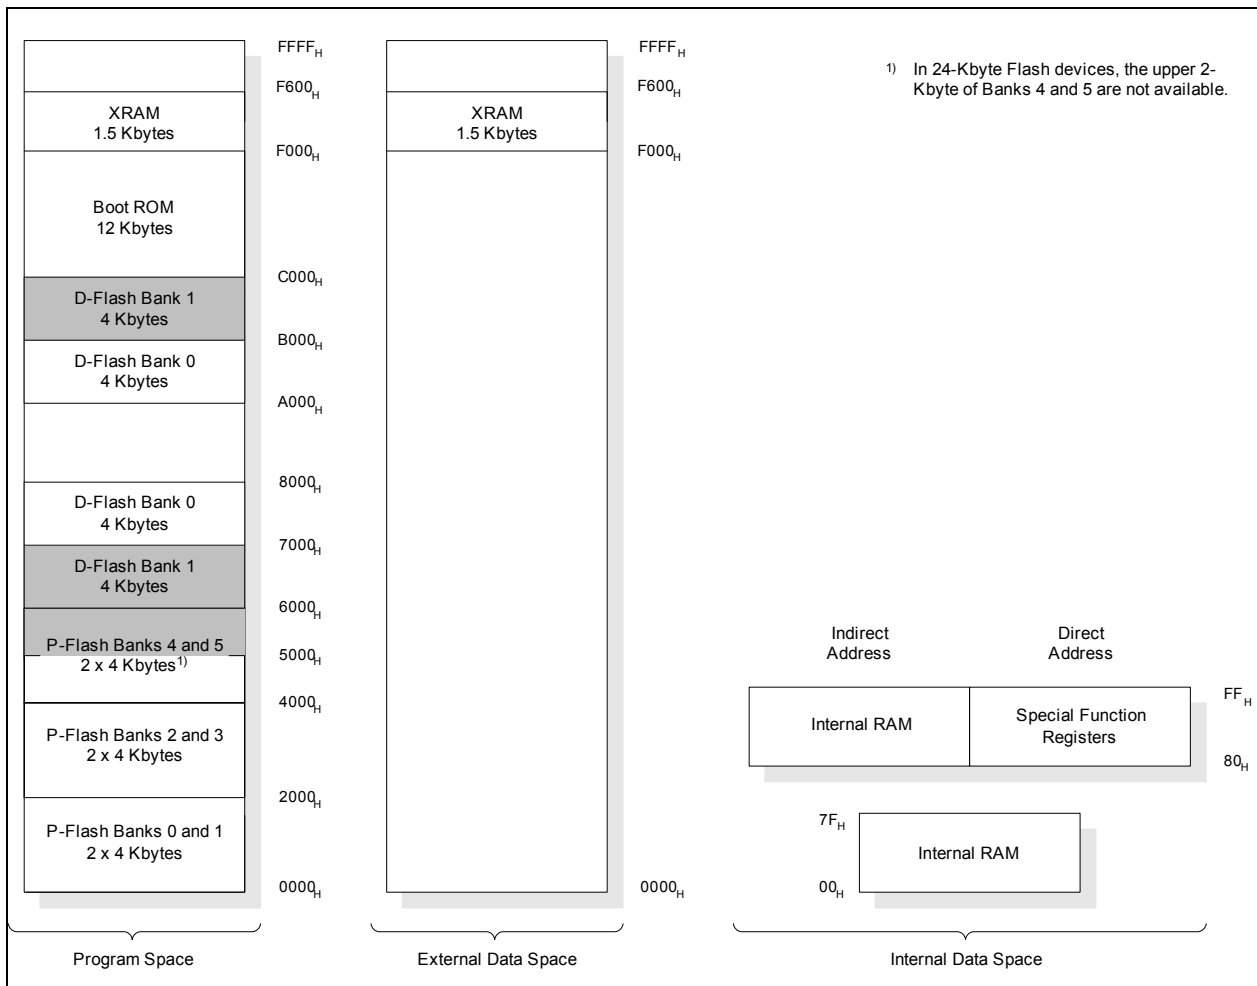 FFFFH
F600H
XRAM
1.5 Kbytes
F000H
Boot ROM
12 Kbytes
C000H
D-Flash Bank 1
4 Kbytes
B000H
D-Flash Bank 0
4 Kbytes
A000H
8000H
D-Flash Bank 0
4 Kbytes
7000H
D-Flash Bank 1
4 Kbytes
6000H
P-Flash Banks 4 and 5
2 x 4 Kbytes1)
5000H
4000H
P-Flash Banks 2 and 3
2 x 4 Kbytes
2000H
P-Flash Banks 0 and 1
2 x 4 Kbytes
0000H
Program Space
FFFFH
F600H
XRAM
1.5 Kbytes
F000H
0000H
External Data Space
1) In 24-Kbyte Flash devices, the upper 2-
Kbyte of Banks 4 and 5 are not available.
Indirect
Address
Direct
Address
Internal RAM
Special Function
Registers
FFH
80H
7FH
Internal RAM
00H
Internal Data Space